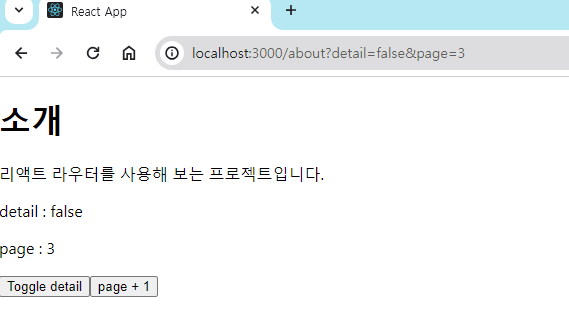 React App
localhost:3000/about?detail=false&page=3
소개
리액트 라우터를 사용해 보는 프로젝트입니다.
detail : false
page : 3
Toggle detail page + 1